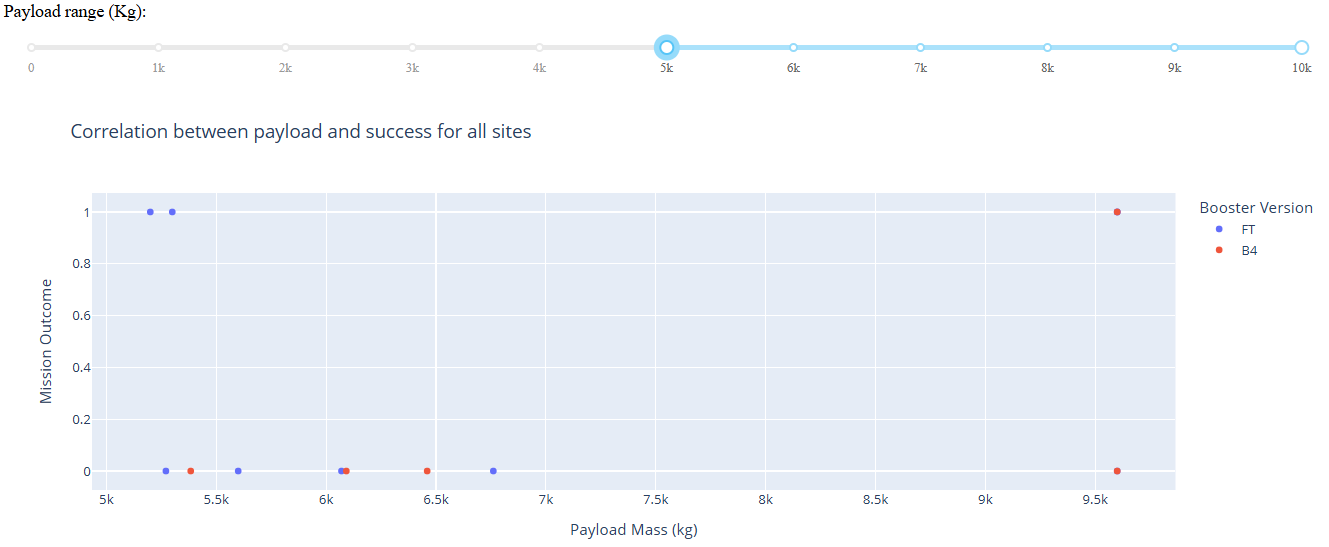 Payload range (Kg):
0 1k 2k 3k 4k 5k 6k 7k 8k 9k 10k
Correlation between payload and success for all sites
Booster Version
FT
B4
Mission Outcome
1
0.8
0.6
0.4
0.2
0
5k 5.5k 6k 6.5k 7k 7.5k 8k 8.5k 9k 9.5k
Payload Mass (kg)